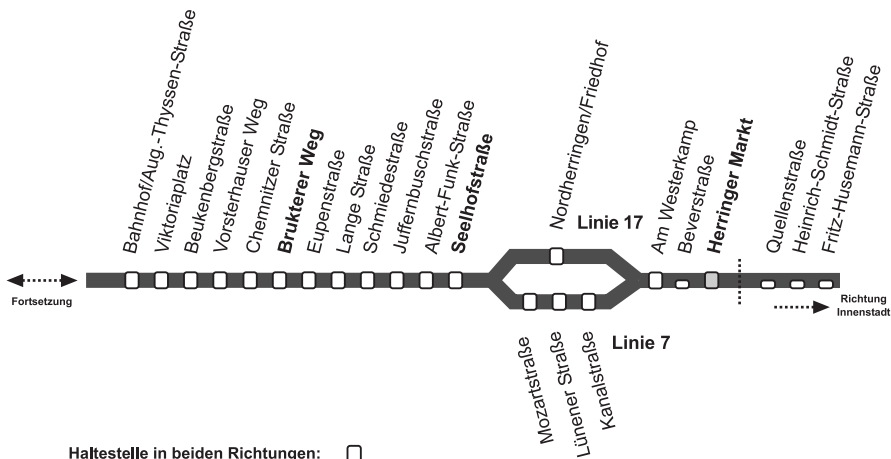 Bahnhof/Aug.-Thyssen-Straße
Viktoriaplatz
Beukenbergstraße
Vorsterhauser Weg
Chemnitzer Straße
Brukterer Weg
Eupenstraße
Lange Straße
Schmiedestraße
Juffernbuschstraße
Albert-Funk-Straße
Seelhofstraße
Nordherringen/Friedhof
Linie 17
Am Westerkamp
Beverstraße
Herringer Markt
Quellenstraße
Heinrich-Schmidt-Straße
Fritz-Husemann-Straße
Fortsetzung
Richtung
Innenstadt
Linie 7
Mozartstraße
Lünener Straße
Kanalstraße
Haltestelle in beiden Richtungen: